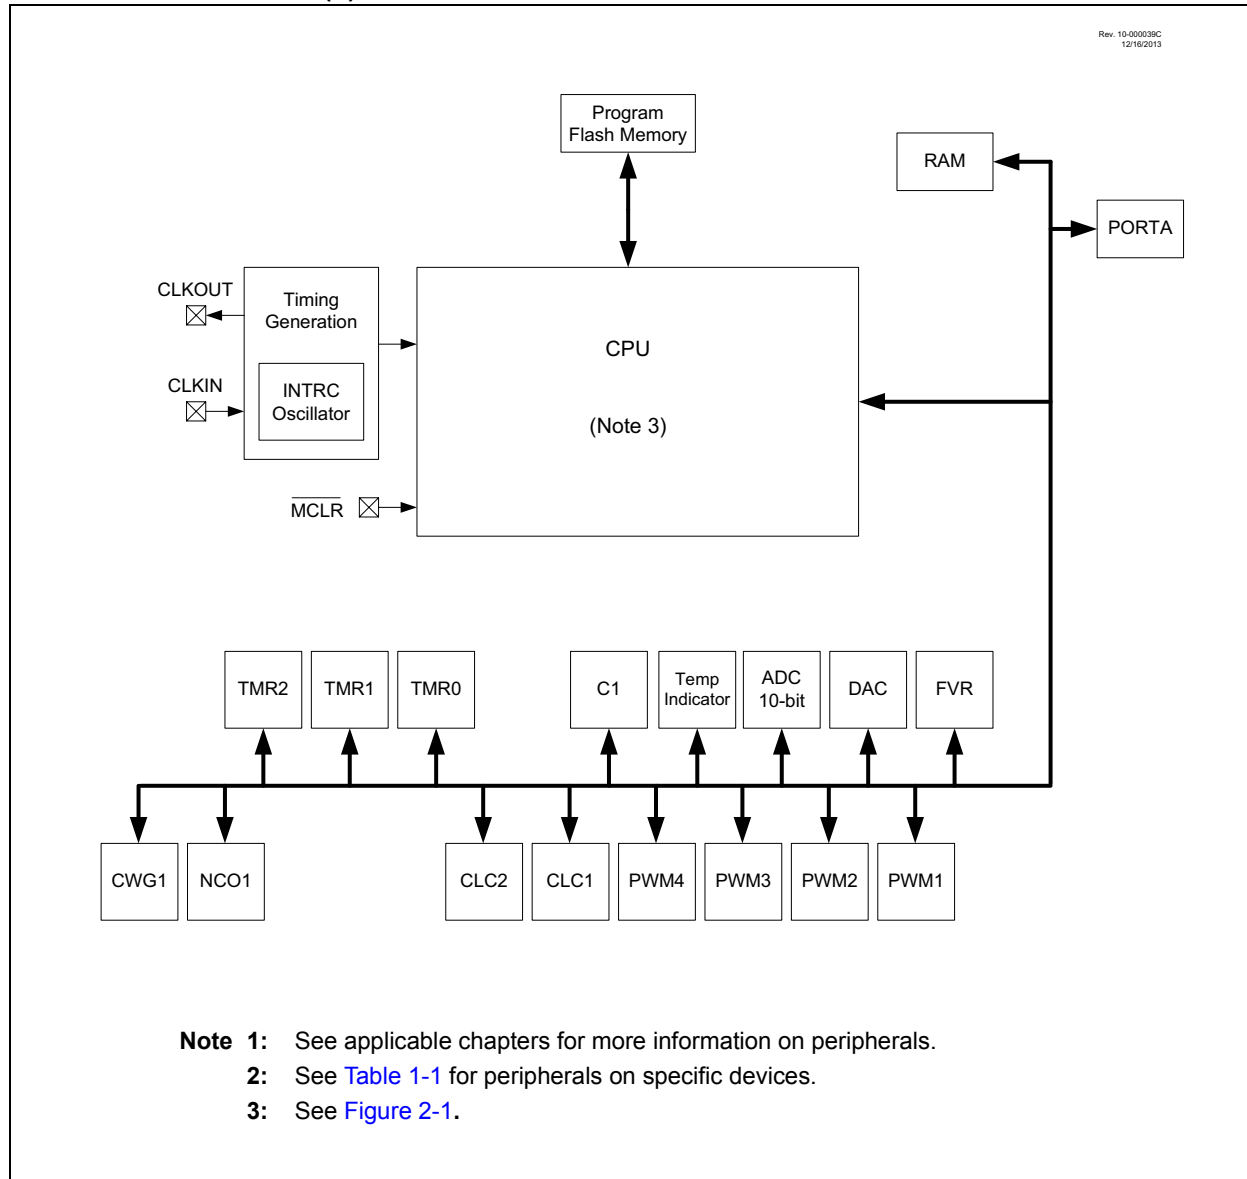 (1)
Rev. 10-000039C
12/16/2013
Program
Flash Memory
RAM
PORTA
CLKOUT
Timing
Generation
CPU
CLKIN
INTRC
Oscillator
(Note 3)
MCLR
TMR2
TMR1
TMR0
C1
Temp
Indicator
ADC
10-bit
DAC
FVR
CWG1
NCO1
CLC2
CLC1
PWM4
PWM3
PWM2
PWM1
Note 1: See applicable chapters for more information on peripherals.
2: See Table 1-1 for peripherals on specific devices.
3: See Figure 2-1.